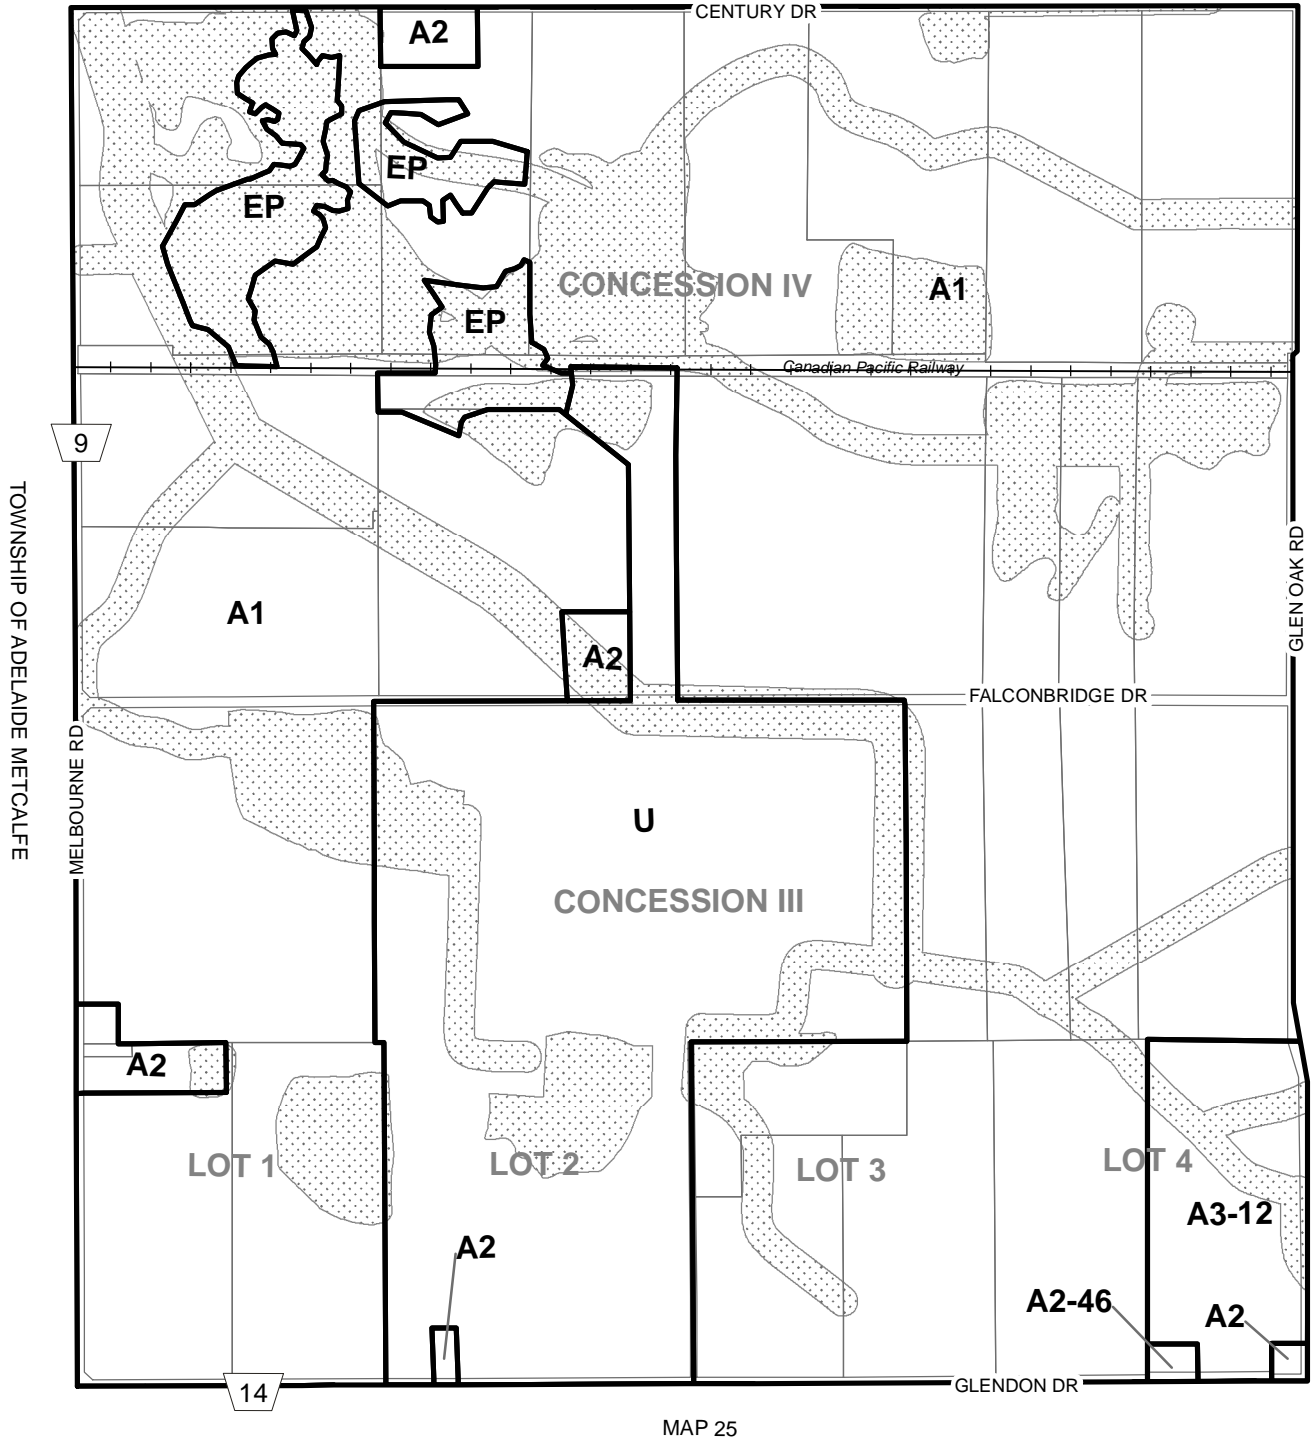 CENTURY DR
A2
EP
EP
CONCESSION IV
A1
EP
Canadian Pacific Railway
9
TOWNSHIP OF ADELAIDE METCALFE
GLEN OAK RD
A1
A2
FALCONBRIDGE DR
MELBOURNE RD
U
CONCESSION III
A2
LOT 1
LOT 2
LOT 3
LOT 4
A3-12
A2
A2-46
A2
14
GLENDON DR
MAP 25